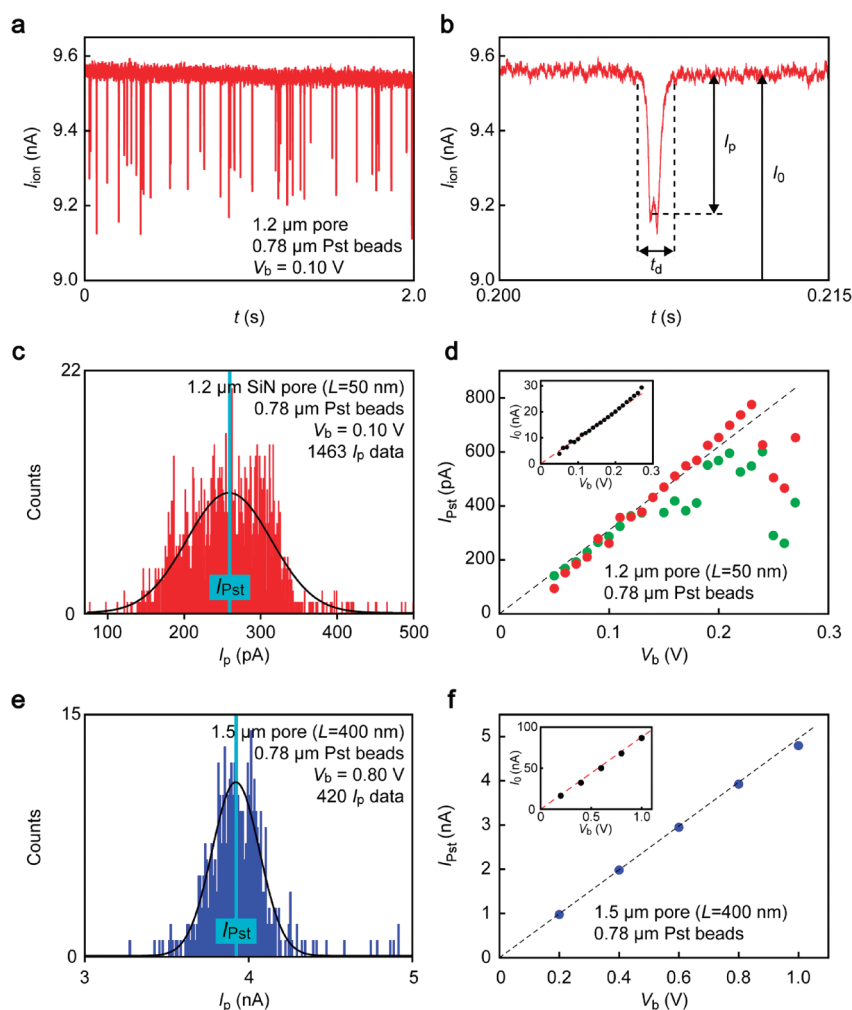 a
9.6
9.4
9.2
9.0
I_ion (nA)
1.2 µm pore
0.78 µm Pst beads
V_b = 0.10 V
0
2.0
t (s)
b
9.6
9.4
9.2
9.0
I_ion (nA)
I_p
I_0
t_d
0.200
0.215
t (s)
c
22
0
Counts
1.2 µm SiN pore (L=50 nm)
0.78 µm Pst beads
V_b = 0.10 V
1463 I_p data
I_Pst
100
200
300
400
500
I_p (pA)
d
800
600
400
200
0
I_Pst (pA)
30
20
10
0
I_0 (nA)
0
0.1
0.2
0.3
V_b (V)
1.2 µm pore (L=50 nm)
0.78 µm Pst beads
0
0.1
0.2
0.3
V_b (V)
e
15
0
Counts
1.5 µm pore (L=400 nm)
0.78 µm Pst beads
V_b = 0.80 V
420 I_p data
I_Pst
3
4
5
I_p (nA)
f
5
4
3
2
1
0
I_Pst (nA)
100
50
0
I_0 (nA)
0
0.5
1.0
V_b (V)
1.5 µm pore (L=400 nm)
0.78 µm Pst beads
0
0.2
0.4
0.6
0.8
1.0
V_b (V)